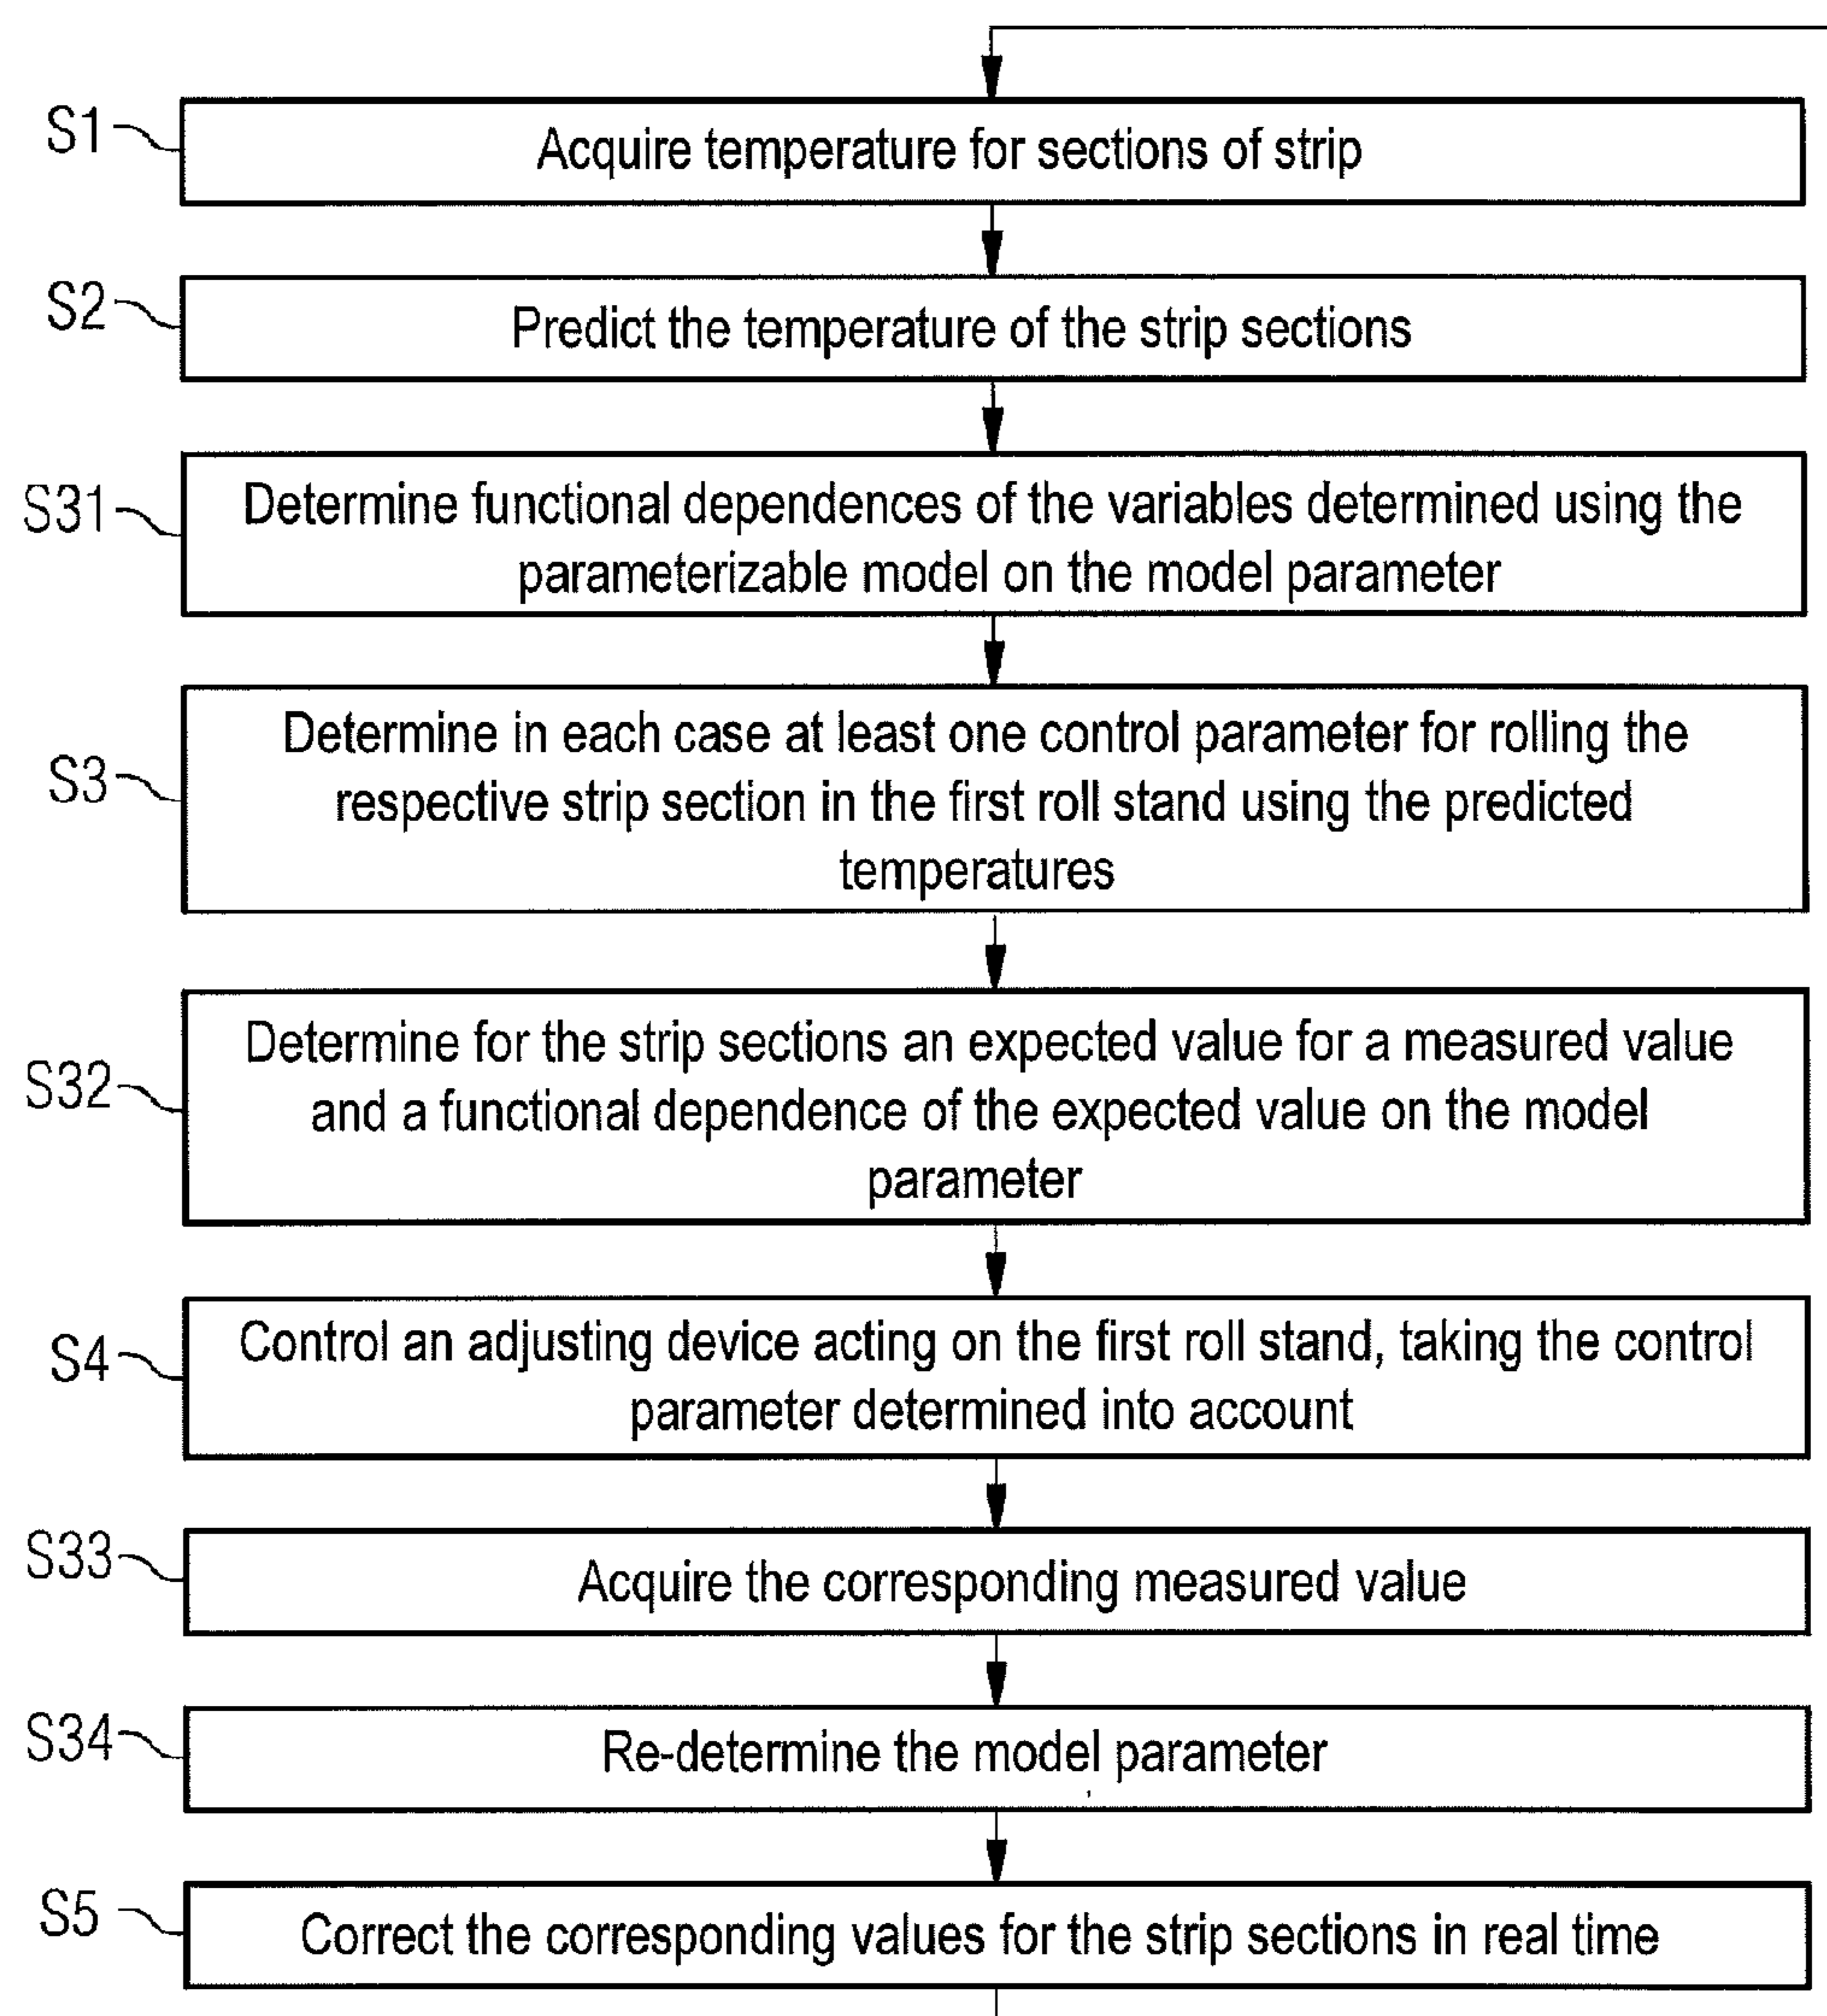 S1
Acquire temperature for sections of strip
S2
Predict the temperature of the strip sections
S31
Determine functional dependences of the variables determined using the
parameterizable model on the model parameter
S3
Determine in each case at least one control parameter for rolling the
respective strip section in the first roll stand using the predicted
temperatures
S32
Determine for the strip sections an expected value for a measured value
and a functional dependence of the expected value on the model
parameter
S4
Control an adjusting device acting on the first roll stand, taking the control
parameter determined into account
S33
Acquire the corresponding measured value
S34
Re-determine the model parameter
S5
Correct the corresponding values for the strip sections in real time